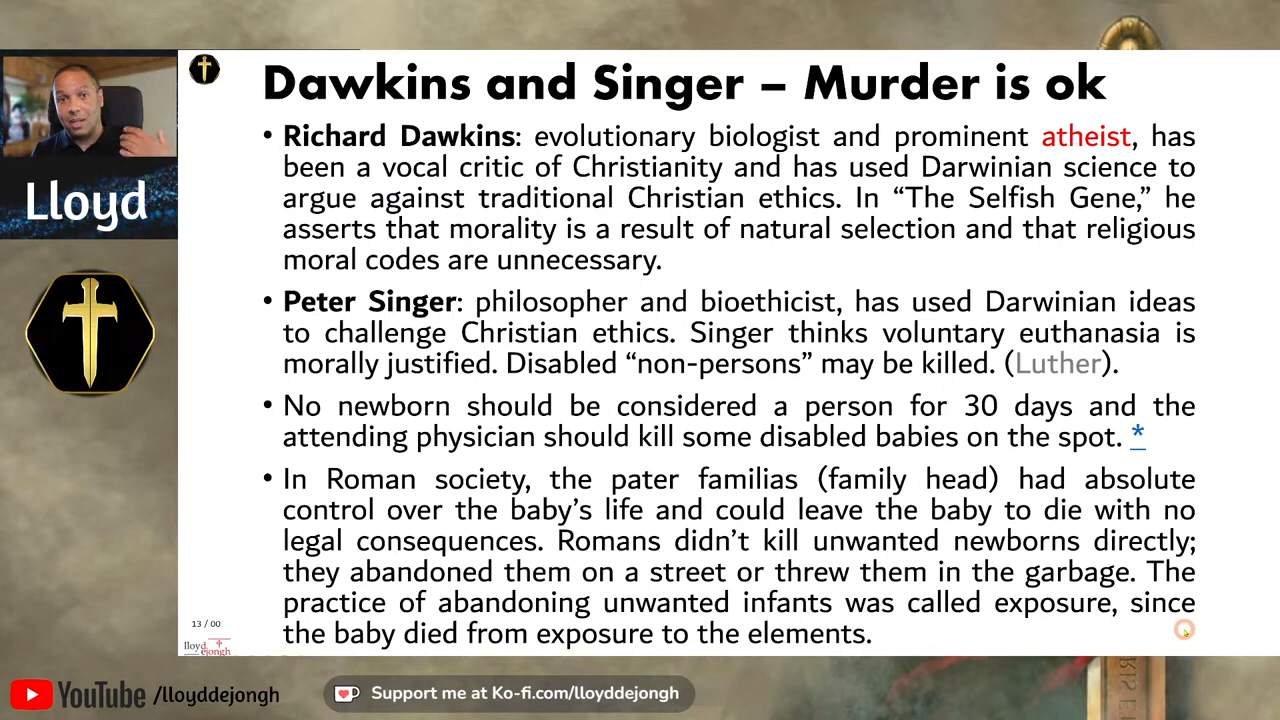 Dawkins and Singer – Murder is ok
• Richard Dawkins: evolutionary biologist and prominent atheist, has
been a vocal critic of Christianity and has used Darwinian science to
argue against traditional Christian ethics. In “The Selfish Gene,” he
asserts that morality is a result of natural selection and that religious
moral codes are unnecessary.
• Peter Singer: philosopher and bioethicist, has used Darwinian ideas
to challenge Christian ethics. Singer thinks voluntary euthanasia is
morally justified. Disabled “non-persons” may be killed. (Luther).
• No newborn should be considered a person for 30 days and the
attending physician should kill some disabled babies on the spot. *
• In Roman society, the pater familias (family head) had absolute
control over the baby’s life and could leave the baby to die with no
legal consequences. Romans didn’t kill unwanted newborns directly;
they abandoned them on a street or threw them in the garbage. The
practice of abandoning unwanted infants was called exposure, since
the baby died from exposure to the elements.
Lloyd
13 / 00
lloyd
ejongh
YouTube /lloyddejongh
Support me at Ko-fi.com/lloyddejongh